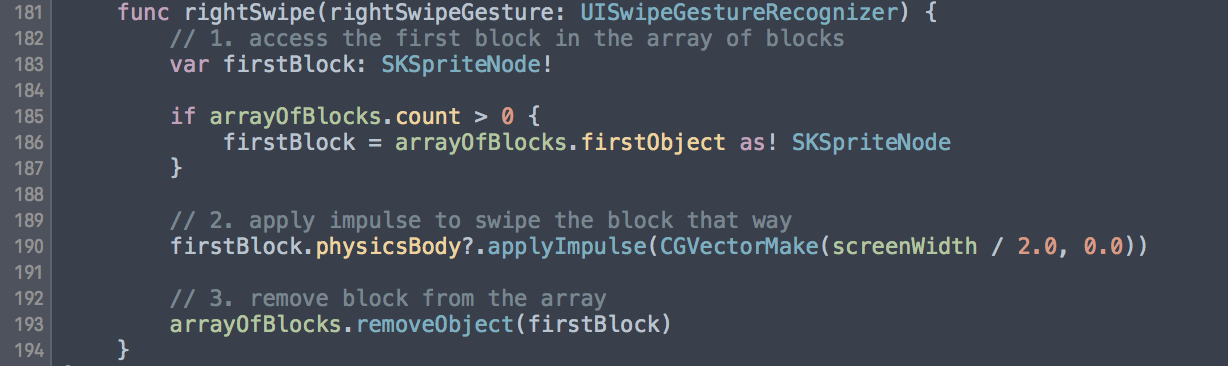 181 func rightSwipe(rightSwipeGesture: UISwipeGestureRecognizer) {
182 // 1. access the first block in the array of blocks
183 var firstBlock: SKSpriteNode!
184
185 if arrayOfBlocks.count > 0 {
186 firstBlock = arrayOfBlocks.firstObject as! SKSpriteNode
187 }
188
189 // 2. apply impulse to swipe the block that way
190 firstBlock.physicsBody?.applyImpulse(CGVectorMake(screenWidth / 2.0, 0.0))
191
192 // 3. remove block from the array
193 arrayOfBlocks.removeObject(firstBlock)
194 }